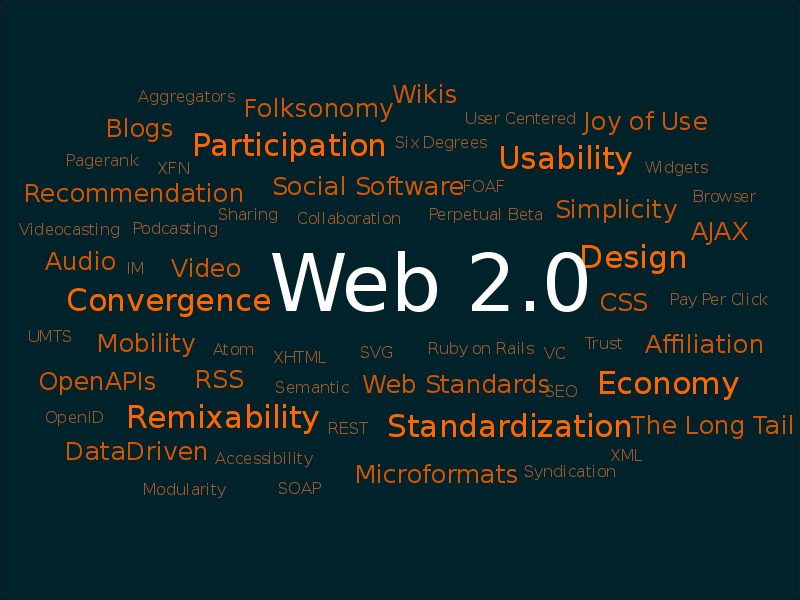 Wikis
Aggregators
Folksonomy
User Centered
Joy of Use
Blogs
Participation
Six Degrees
Usability
Pagerank
XFN
Widgets
Recommendation
Social Software
FOAF
Browser
Sharing
Collaboration
Perpetual Beta
Simplicity
Videocasting
Podcasting
AJAX
Audio
IM
Video
Web 2.0
Design
Convergence
CSS
Pay Per Click
UMTS
Mobility
Atom
XHTML
SVG
Ruby on Rails
VC
Trust
Affiliation
OpenAPIs
RSS
Semantic
Web Standards
SEO
Economy
OpenID
Remixability
REST
Standardization
The Long Tail
DataDriven
Accessibility
XML
Microformats
Syndication
Modularity
SOAP